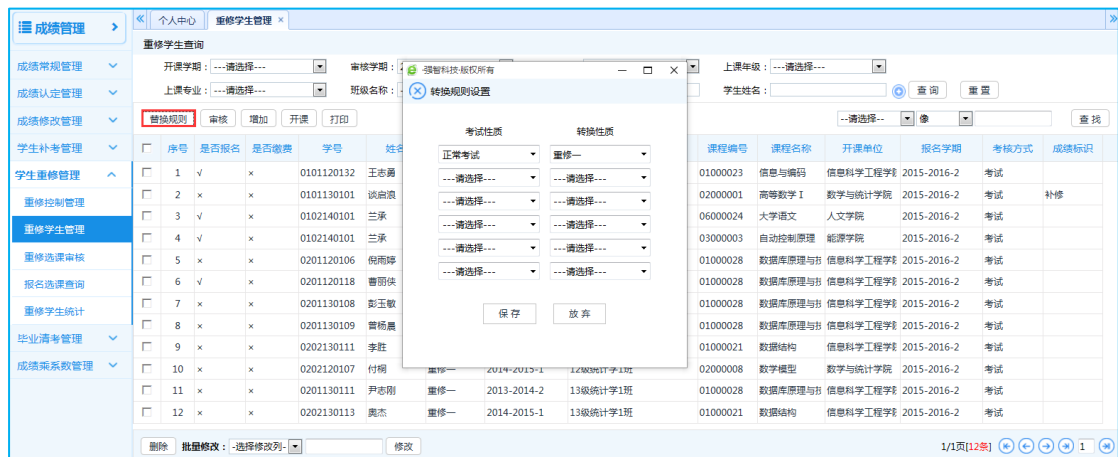 成绩管理
个人中心 重修学生管理 ×
重修学生查询
成绩常规管理
成绩认定管理
成绩修改管理
学生补考管理
学生重修管理
重修控制管理
重修学生管理
重修选课审核
报名选课查询
重修学生统计
毕业清考管理
成绩乘系数管理
开课学期： ---请选择--- 审核学期： 上课年级： ---请选择---
上课专业： ---请选择--- 班级名称： 学生姓名： 查 询 重 置
替换规则 审核 增加 开课 打印 --请选择-- 像 查 找
序号 是否报名 是否缴费 学号 姓名 课程编号 课程名称 开课单位 报名学期 考核方式 成绩标识
1 √ × 0101120132 王志勇 01000023 信息与编码 信息科学工程学院 2015-2016-2 考试
2 × × 0101130101 谈启浪 02000001 高等数学 I 数学与统计学院 2015-2016-2 考试 补修
3 √ × 0102140101 兰承 06000024 大学语文 人文学院 2015-2016-2 考试
4 √ × 0102140101 兰承 03000003 自动控制原理 能源学院 2015-2016-2 考试
5 × × 0201120106 倪雨婷 01000028 数据库原理与技 信息科学工程学院 2015-2016-2 考试
6 √ × 0201120118 曹丽侠 01000028 数据库原理与技 信息科学工程学院 2015-2016-2 考试
7 × × 0201130108 彭玉敏 01000028 数据库原理与技 信息科学工程学院 2015-2016-2 考试
8 × × 0201130109 曾杨晨 01000028 数据库原理与技 信息科学工程学院 2015-2016-2 考试
9 × × 0202130111 李胜 01000021 数据结构 信息科学工程学院 2015-2016-2 考试
10 × × 0202120107 付桐 重修一 2014-2015-1 12级统计学1班 02000008 数学模型 数学与统计学院 2015-2016-2 考试
11 × × 0201130111 尹志刚 重修一 2013-2014-2 13级统计学1班 01000028 数据库原理与技 信息科学工程学院 2015-2016-2 考试
12 × × 0202130113 奥杰 重修一 2014-2015-1 13级统计学1班 01000021 数据结构 信息科学工程学院 2015-2016-2 考试
删除 批量修改： -选择修改列- 修改 1/1页[12条] 1
-强智科技·版权所有
转换规则设置
考试性质 转换性质
正常考试 重修一
---请选择--- ---请选择---
---请选择--- ---请选择---
---请选择--- ---请选择---
---请选择--- ---请选择---
---请选择--- ---请选择---
保 存 放 弃